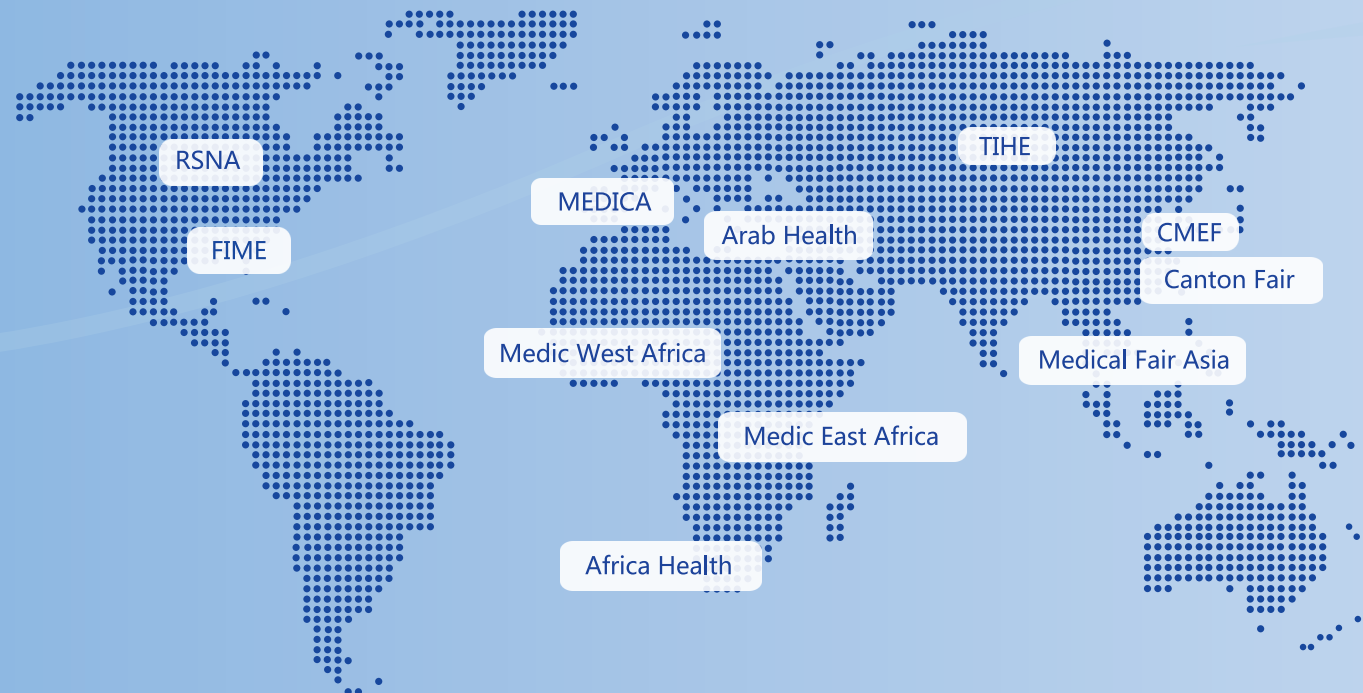 RSNA
TIHE
MEDICA
Arab Health
CMEF
FIME
Canton Fair
Medic West Africa
Medical Fair Asia
Medic East Africa
Africa Health